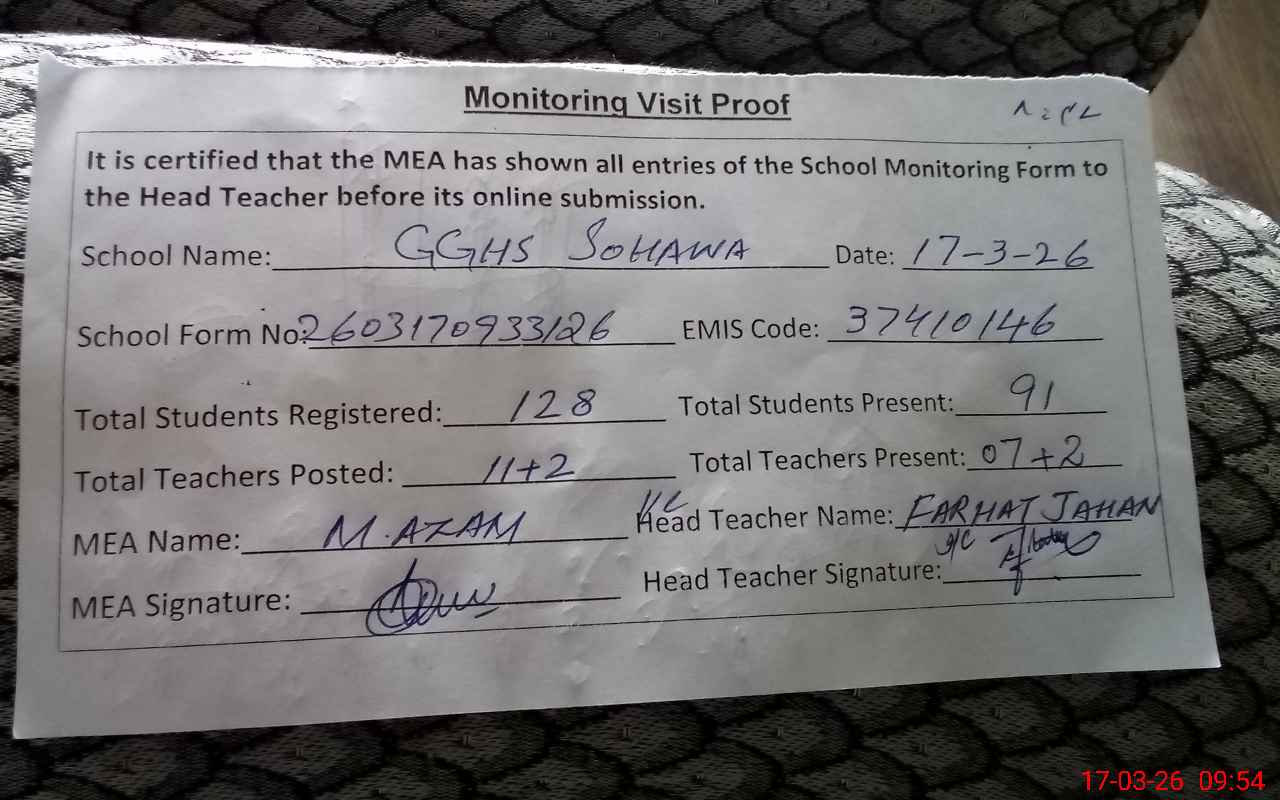 Monitoring Visit Proof
It is certified that the MEA has shown all entries of the School Monitoring Form to
the Head Teacher before its online submission.
School Name: GGHS SOHAWA Date: 17-3-26
School Form No: 2603170933126 EMIS Code: 37410146
Total Students Registered: 128 Total Students Present: 91
Total Teachers Posted: 11+2 Total Teachers Present: 07+2
MEA Name: M. AZAM Head Teacher Name: FARHAT JAHAN
MEA Signature: Head Teacher Signature:
17-03-26 09:54